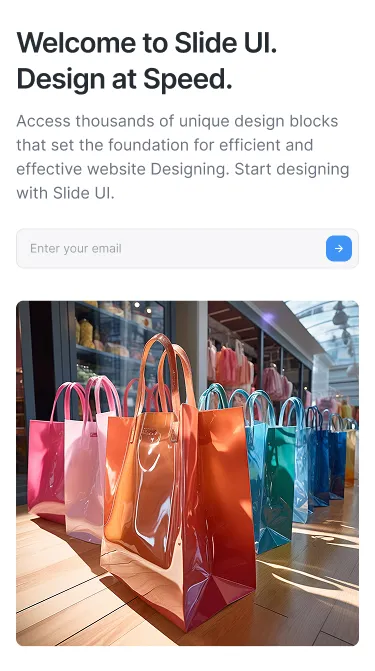 Welcome to Slide UI.
Design at Speed.
Access thousands of unique design blocks
that set the foundation for efficient and
effective website Designing. Start designing
with Slide UI.
Enter your email